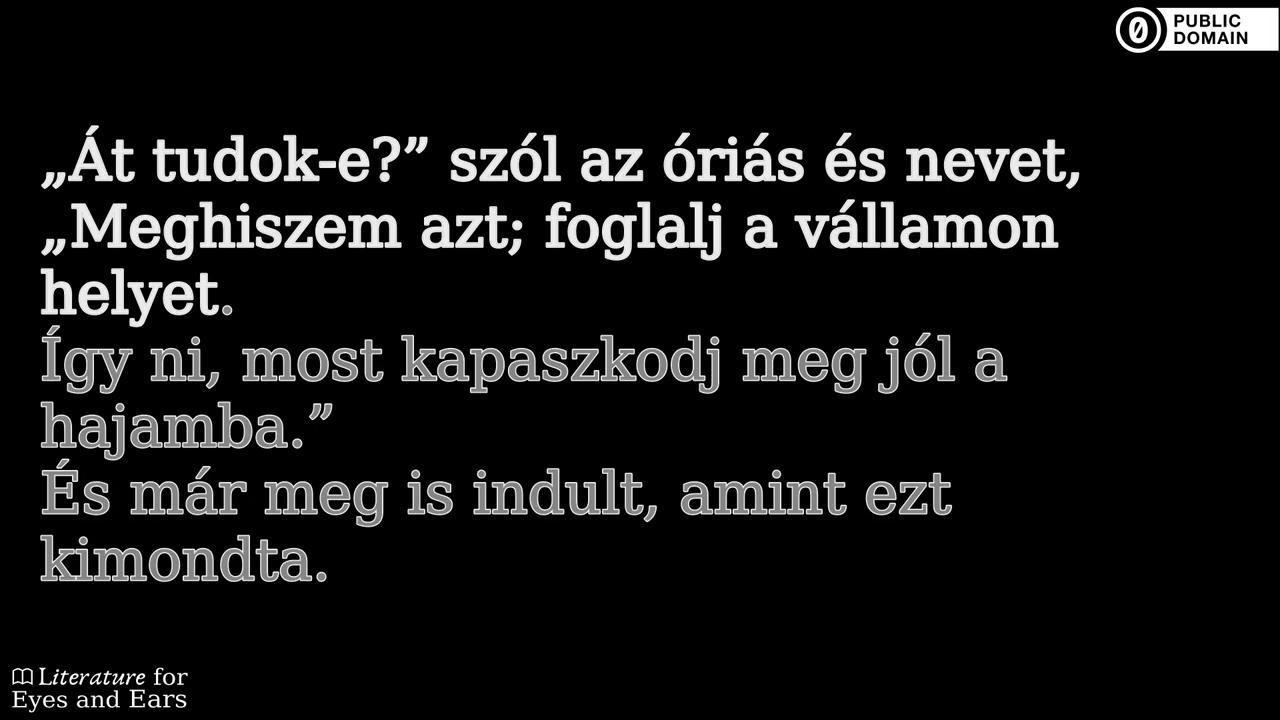 PUBLIC
DOMAIN
„Át tudok-e?” szól az óriás és nevet,
„Meghiszem azt; foglalj a vállamon
helyet.
Így ni, most kapaszkodj meg jól a
hajamba.”
És már meg is indult, amint ezt
kimondta.
Literature for
Eyes and Ears